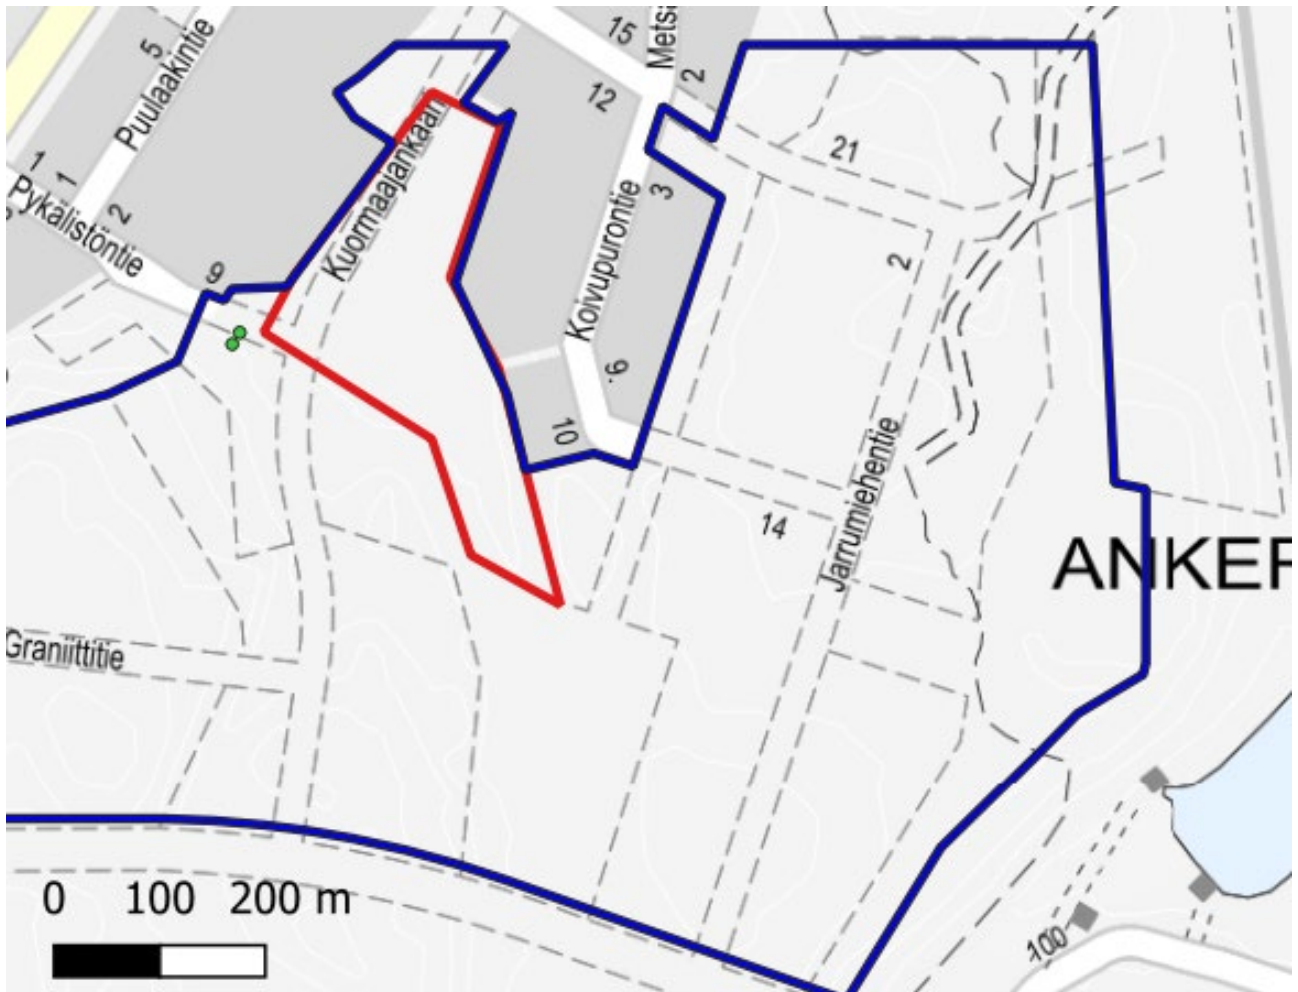 15
Metsä
5
Puulaakintie
12
2
1
1
2
Pykälistöntie
9
Kuormaajankaari
Koivupurontie
3
21
2
9.
10
14
Jarrumiehentie
ANKER
Graniittitie
0 100 200 m
100